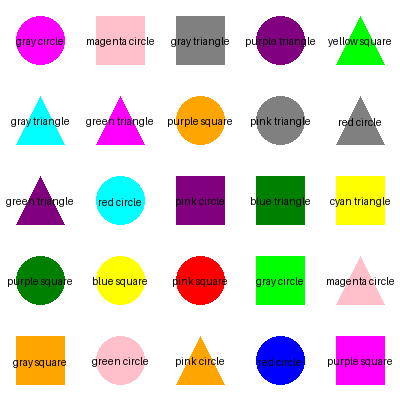 gray circle magenta circle gray triangle purple triangle yellow square
gray triangle green triangle purple square pink triangle red circle
green triangle red circle pink circle blue triangle cyan triangle
purple square blue square pink square gray circle magenta circle
gray square green circle pink circle red circle purple square